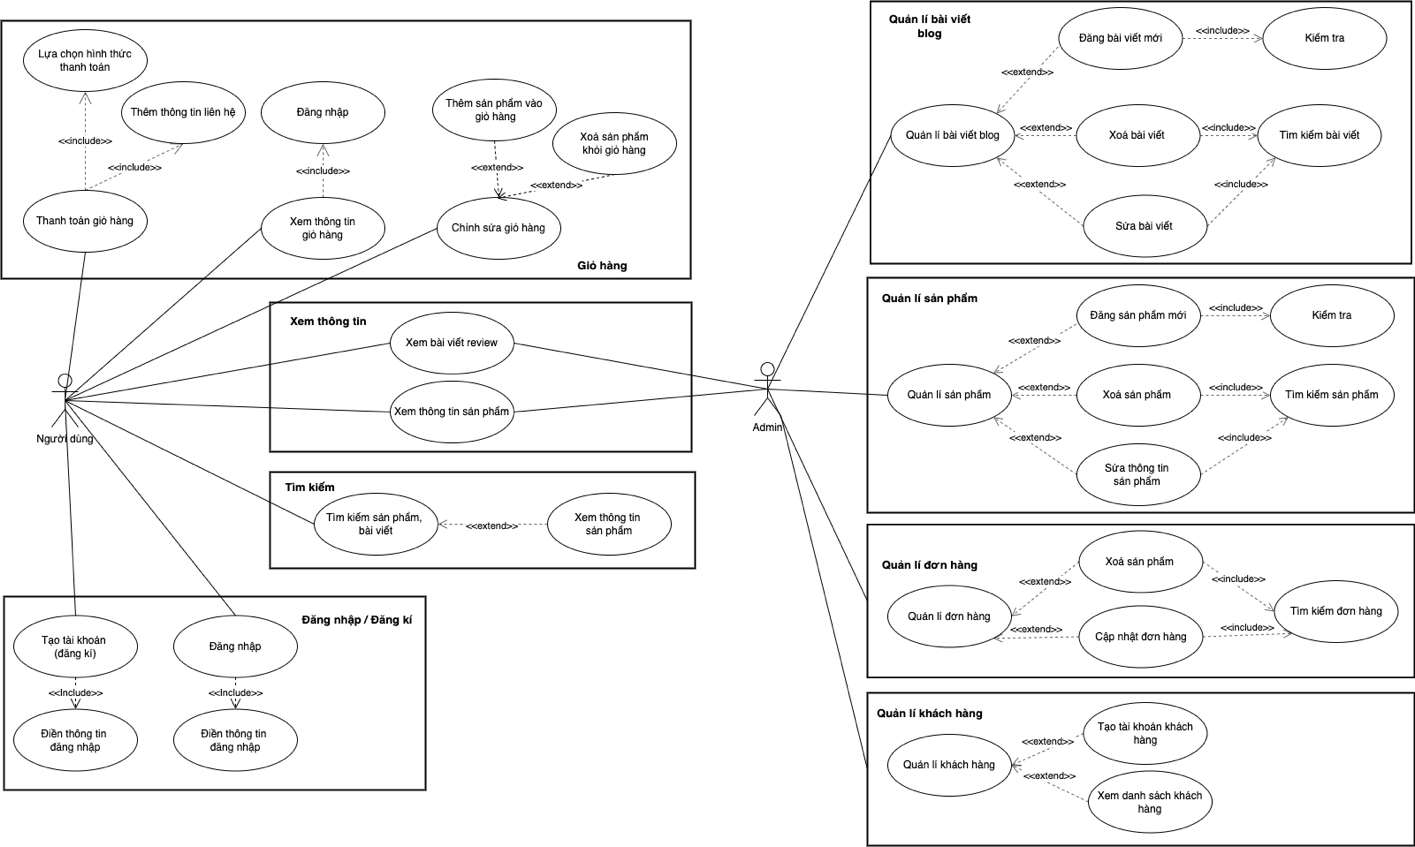 Lựa chọn hình thức
thanh toán
<<include>>
Thêm thông tin liên hệ
<<include>>
Thanh toán giỏ hàng
Đăng nhập
<<include>>
Xem thông tin
giỏ hàng
Thêm sản phẩm vào
giỏ hàng
Xoá sản phẩm
khỏi giỏ hàng
<<extend>>
<<extend>>
Chỉnh sửa giỏ hàng
Giỏ hàng
Xem thông tin
Xem bài viết review
Xem thông tin sản phẩm
Người dùng
Admin
Tìm kiếm
Tìm kiếm sản phẩm,
bài viết
<<extend>>
Xem thông tin
sản phẩm
Đăng nhập / Đăng kí
Tạo tài khoản
(đăng kí)
<<Include>>
Điền thông tin
đăng nhập
Đăng nhập
<<Include>>
Điền thông tin
đăng nhập
Quản lí bài viết
blog
Đăng bài viết mới
<<include>>
Kiểm tra
<<extend>>
Quản lí bài viết blog
<<extend>>
Xoá bài viết
<<include>>
Tìm kiếm bài viết
<<extend>>
<<include>>
Sửa bài viết
Quản lí sản phẩm
Đăng sản phẩm mới
<<include>>
Kiểm tra
<<extend>>
Quản lí sản phẩm
<<extend>>
Xoá sản phẩm
<<include>>
Tìm kiếm sản phẩm
<<extend>>
<<include>>
Sửa thông tin
sản phẩm
Quản lí đơn hàng
Xoá sản phẩm
<<extend>>
<<include>>
Quản lí đơn hàng
<<extend>>
Cập nhật đơn hàng
<<include>>
Tìm kiếm đơn hàng
Quản lí khách hàng
Tạo tài khoản khách
hàng
<<extend>>
Quản lí khách hàng
<<extend>>
Xem danh sách khách
hàng